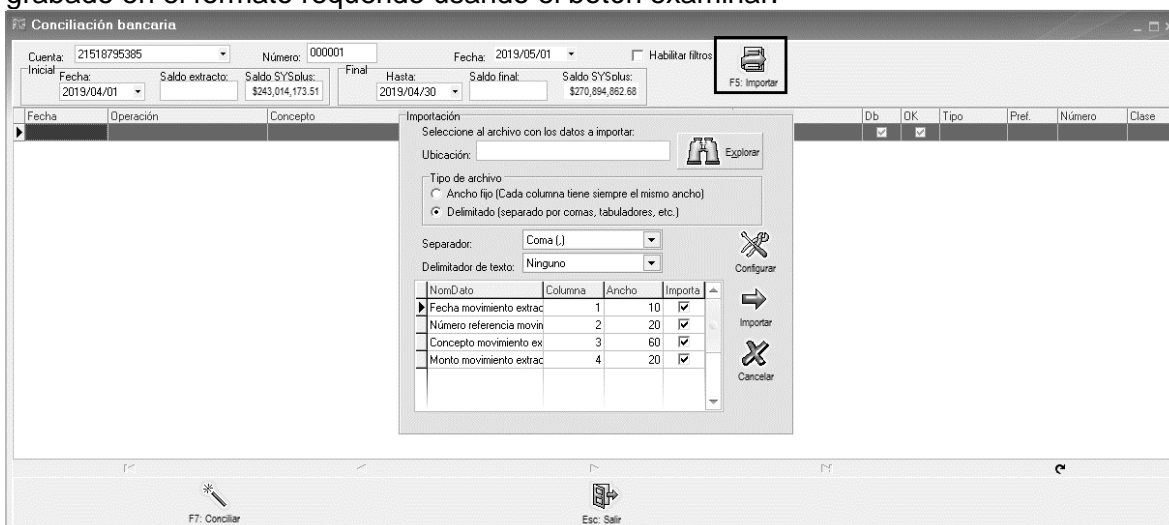 grabado en el formato requerido usando el botón examinar.
Conciliación bancaria
Cuenta: 21518795385 Número: 000001 Fecha: 2019/05/01 Habilitar filtros
Inicial Final
Fecha: Saldo extracto: Saldo SYSplus: Hasta: Saldo final: Saldo SYSplus:
2019/04/01 $243,014,173.51 2019/04/30 $270,894,862.68
F5: Importar
Fecha Operación Concepto Db OK Tipo Pref. Número Clase
Importación
Seleccione al archivo con los datos a importar:
Ubicación: Explorar
Tipo de archivo
Ancho fijo (Cada columna tiene siempre el mismo ancho)
Delimitado (separado por comas, tabuladores, etc.)
Separador: Coma (,)
Delimitador de texto: Ninguno
Configurar
NomDato Columna Ancho Importa
Fecha movimiento extrac 1 10
Número referencia movin 2 20
Importar
Concepto movimiento ex 3 60
Monto movimiento extrac 4 20
Cancelar
F7: Conciliar Esc: Salir